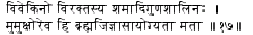 विवेकिनो विरक्तस्य शमादिगुणशालिनः ।
मुमुक्षोरेव हि ब्रह्मजिज्ञासायोग्यता मता ॥ १७॥